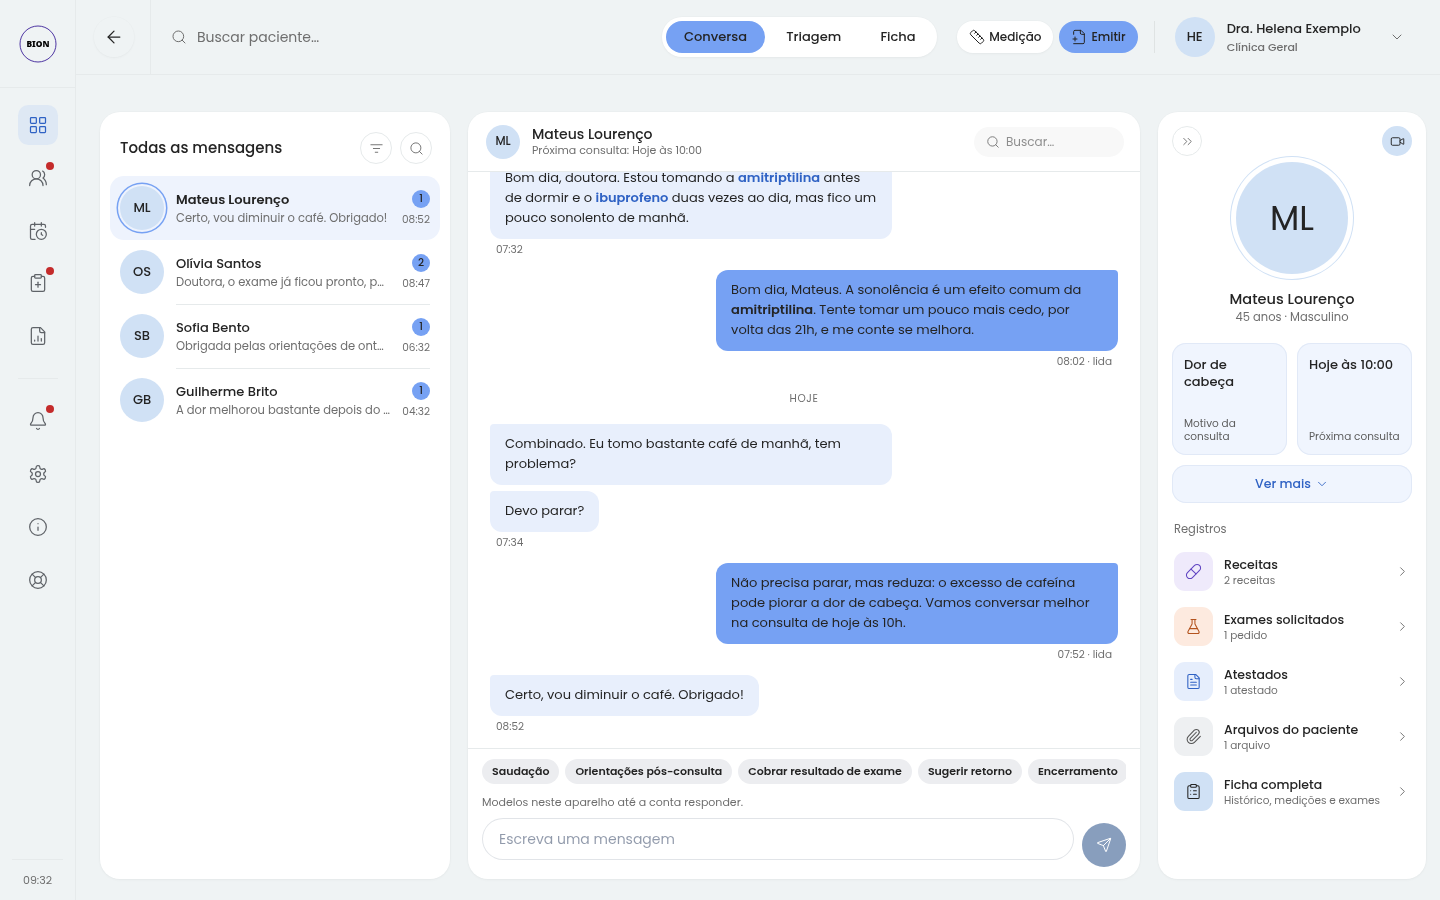 BION
Buscar paciente...
Conversa
Triagem
Ficha
Medição
Emitir
HE
Dra. Helena Exemplo
Clínica Geral
09:32
Todas as mensagens
ML
Mateus Lourenço
1
Certo, vou diminuir o café. Obrigado!
08:52
OS
Olívia Santos
2
Doutora, o exame já ficou pronto, p...
08:47
SB
Sofia Bento
1
Obrigada pelas orientações de ont...
06:32
GB
Guilherme Brito
1
A dor melhorou bastante depois do ...
04:32
ML
Mateus Lourenço
Próxima consulta: Hoje às 10:00
Buscar...
Bom dia, doutora. Estou tomando a amitriptilina antes
de dormir e o ibuprofeno duas vezes ao dia, mas fico um
pouco sonolento de manhã.
07:32
Bom dia, Mateus. A sonolência é um efeito comum da
amitriptilina. Tente tomar um pouco mais cedo, por
volta das 21h, e me conte se melhora.
08:02 · lida
HOJE
Combinado. Eu tomo bastante café de manhã, tem
problema?
Devo parar?
07:34
Não precisa parar, mas reduza: o excesso de cafeína
pode piorar a dor de cabeça. Vamos conversar melhor
na consulta de hoje às 10h.
07:52 · lida
Certo, vou diminuir o café. Obrigado!
08:52
Saudação
Orientações pós-consulta
Cobrar resultado de exame
Sugerir retorno
Encerramento
Modelos neste aparelho até a conta responder.
Escreva uma mensagem
ML
Mateus Lourenço
45 anos · Masculino
Dor de
cabeça
Motivo da
consulta
Hoje às 10:00
Próxima consulta
Ver mais
Registros
Receitas
2 receitas
Exames solicitados
1 pedido
Atestados
1 atestado
Arquivos do paciente
1 arquivo
Ficha completa
Histórico, medições e exames